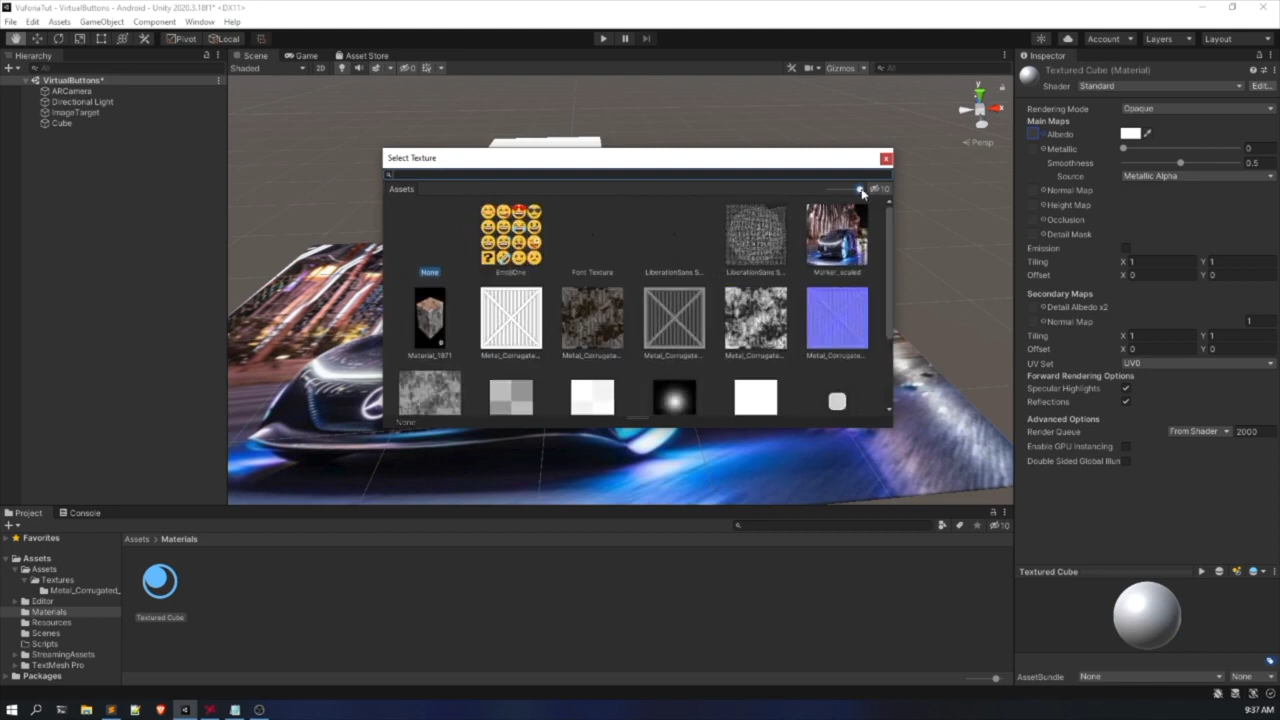 VuforiaTut - VirtualButtons - Android - Unity 2020.3.18f1* <DX11>
File Edit Assets GameObject Component Window Help
Pivot Local Account Layers Layout
Hierarchy Scene Game Asset Store Inspector
All Shaded 2D 0 Gizmos All
VirtualButtons*
ARCamera
Directional Light
ImageTarget
Cube
y
x
Persp
Select Texture
Assets 10
None EmojiOne Font Texture LiberationSans S... LiberationSans S... Marker_scaled
Material_1871 Metal_Corrugate... Metal_Corrugate... Metal_Corrugate... Metal_Corrugate... Metal_Corrugate...
None
Textured Cube (Material)
Shader Standard Edit...
Rendering Mode Opaque
Main Maps
Albedo
Metallic 0
Smoothness 0.5
Source Metallic Alpha
Normal Map
Height Map
Occlusion
Detail Mask
Emission
Tiling X 1 Y 1
Offset X 0 Y 0
Secondary Maps
Detail Albedo x2
Normal Map 1
Tiling X 1 Y 1
Offset X 0 Y 0
UV Set UV0
Forward Rendering Options
Specular Highlights
Reflections
Advanced Options
Render Queue From Shader 2000
Enable GPU Instancing
Double Sided Global Illun
Textured Cube
AssetBundle None None
Project Console
10
Favorites
Assets
Assets
Textures
Metal_Corrugated_
Editor
Materials
Resources
Scenes
Scripts
StreamingAssets
TextMesh Pro
Packages
Assets > Materials
Textured Cube
9:37 AM